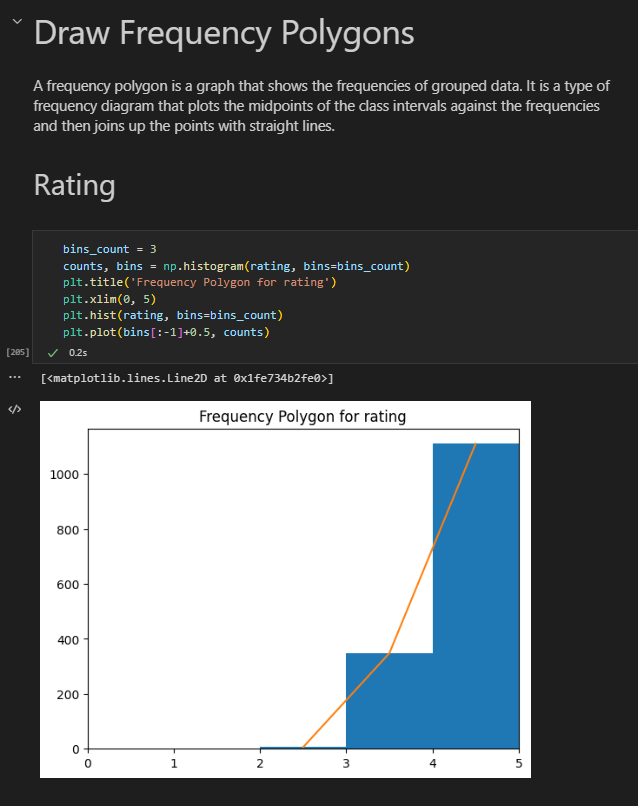 Draw Frequency Polygons
A frequency polygon is a graph that shows the frequencies of grouped data. It is a type of
frequency diagram that plots the midpoints of the class intervals against the frequencies
and then joins up the points with straight lines.
Rating
bins_count = 3
counts, bins = np.histogram(rating, bins=bins_count)
plt.title('Frequency Polygon for rating')
plt.xlim(0, 5)
plt.hist(rating, bins=bins_count)
plt.plot(bins[:-1]+0.5, counts)
[205] 0.2s
[<matplotlib.lines.Line2D at 0x1fe734b2fe0>]
Frequency Polygon for rating
1000
800
600
400
200
0
0 1 2 3 4 5